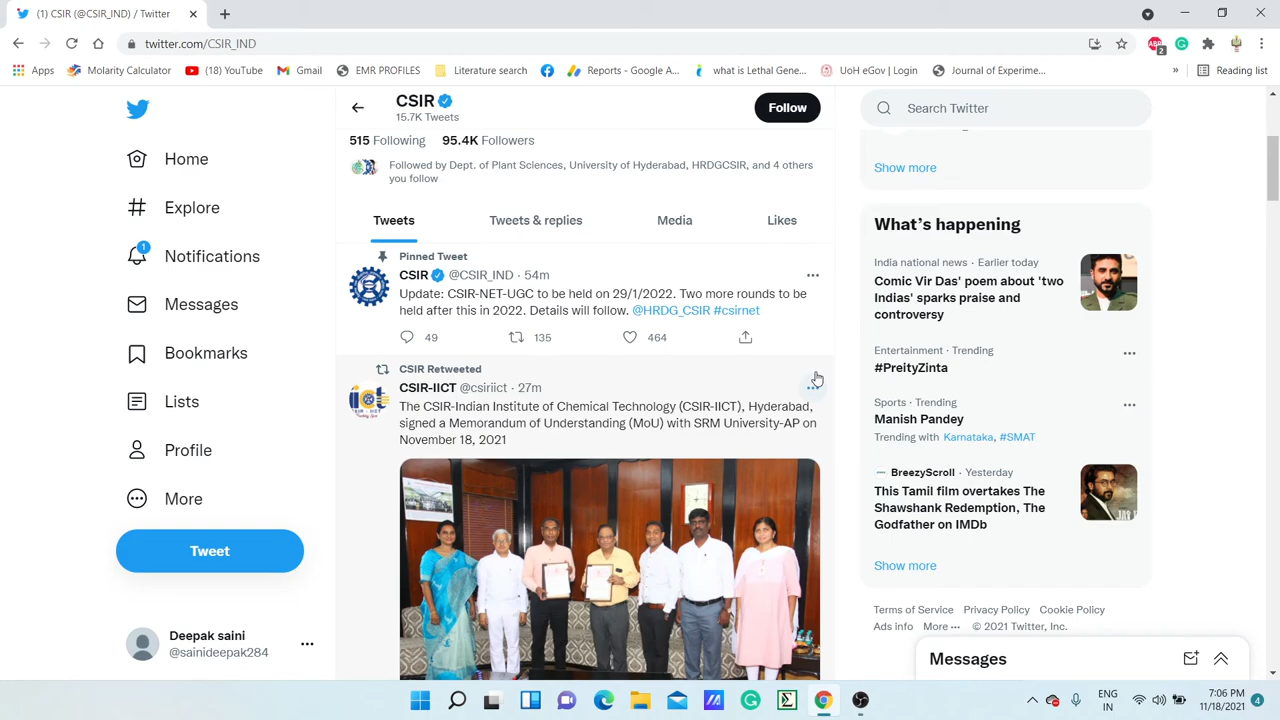 (1) CSIR (@CSIR_IND) / Twitter
twitter.com/CSIR_IND
Apps
Molarity Calculator
(18) YouTube
Gmail
EMR PROFILES
Literature search
Reports - Google A...
what is Lethal Gene...
UoH eGov | Login
Journal of Experime...
»
Reading list
ABP
2
Home
Explore
1
Notifications
Messages
Bookmarks
Lists
Profile
More
Tweet
Deepak saini
@sainideepak284
CSIR
15.7K Tweets
Follow
515 Following 95.4K Followers
Followed by Dept. of Plant Sciences, University of Hyderabad, HRDGCSIR, and 4 others
you follow
Tweets
Tweets & replies
Media
Likes
Pinned Tweet
CSIR @CSIR_IND · 54m
Update: CSIR-NET-UGC to be held on 29/1/2022. Two more rounds to be
held after this in 2022. Details will follow. @HRDG_CSIR #csirnet
49 135 464
CSIR Retweeted
CSIR-IICT @csiriict · 27m
The CSIR-Indian Institute of Chemical Technology (CSIR-IICT), Hyderabad,
signed a Memorandum of Understanding (MoU) with SRM University-AP on
November 18, 2021
Search Twitter
Show more
What's happening
India national news · Earlier today
Comic Vir Das' poem about 'two
Indias' sparks praise and
controversy
Entertainment · Trending
#PreityZinta
Sports · Trending
Manish Pandey
Trending with Karnataka, #SMAT
BreezyScroll · Yesterday
This Tamil film overtakes The
Shawshank Redemption, The
Godfather on IMDb
Show more
Terms of Service Privacy Policy Cookie Policy
Ads info More ··· © 2021 Twitter, Inc.
Messages
ENG
IN
7:06 PM
11/18/2021
4